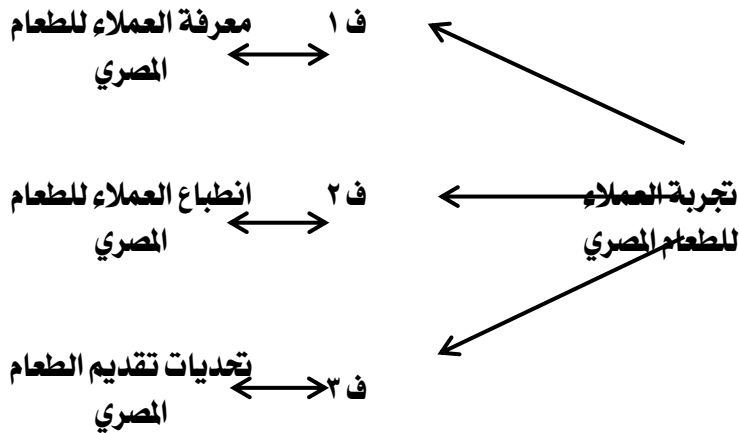 ف ١
معرفة العملاء للطعام
المصري
تجربة العملاء
للطعام المصري
ف ٢
انطباع العملاء للطعام
المصري
ف ٣
تحديات تقديم الطعام
المصري